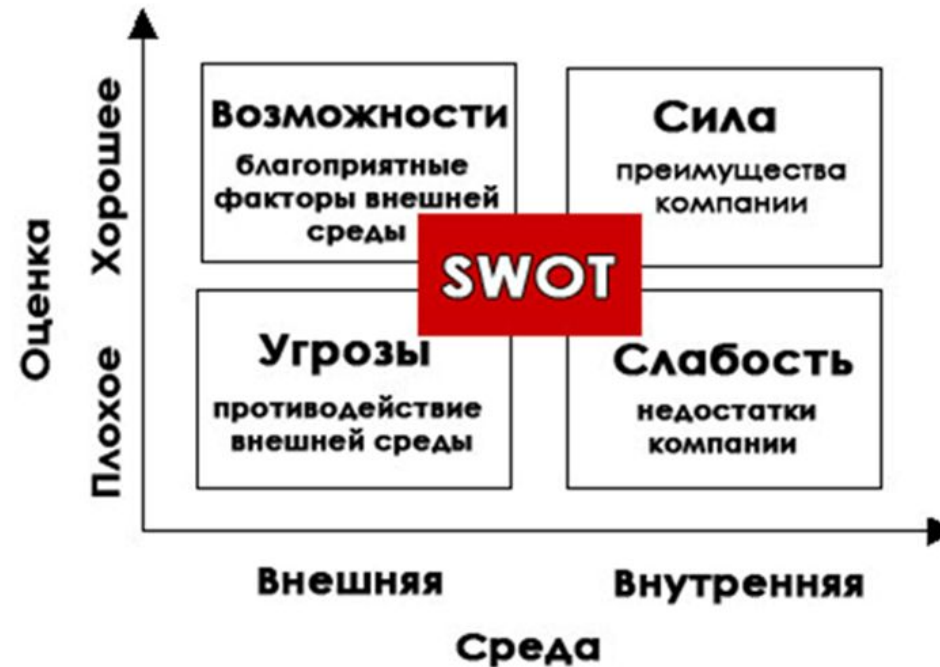 Оценка
Хорошее
Плохое
Возможности
благоприятные
факторы внешней
среды
Сила
преимущества
компании
SWOT
Угрозы
противодействие
внешней среды
Слабость
недостатки
компании
Внешняя
Внутренняя
Среда